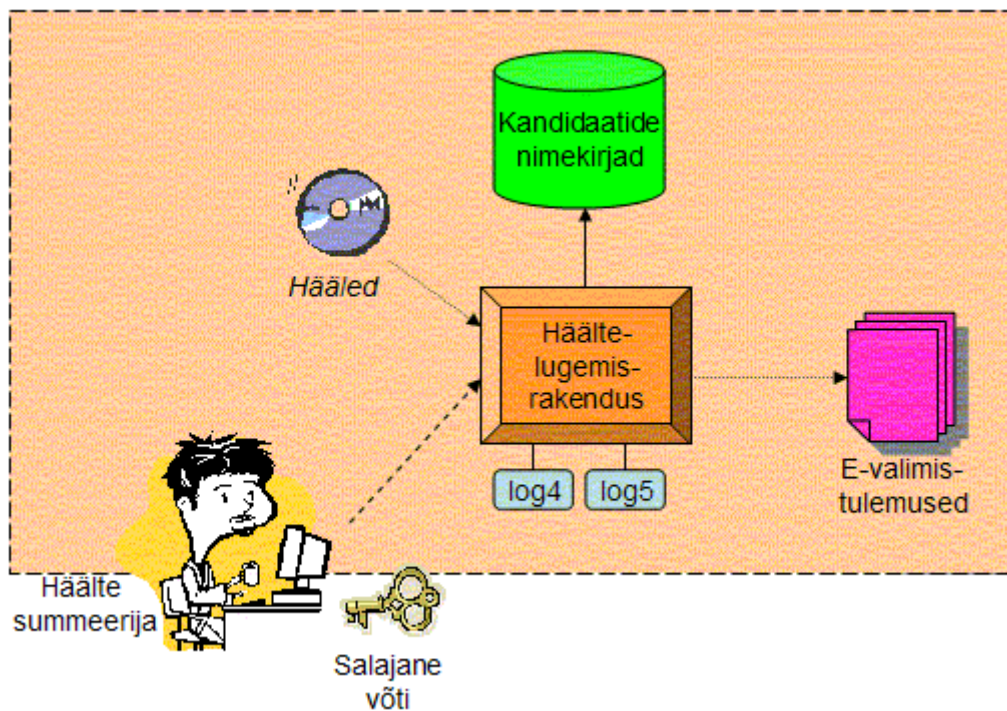 Kandidaatide
nimekirjad
Hääled
Häälte-
lugemis-
rakendus
log4
log5
E-valimis-
tulemused
Häälte
summeerija
Salajane
võti